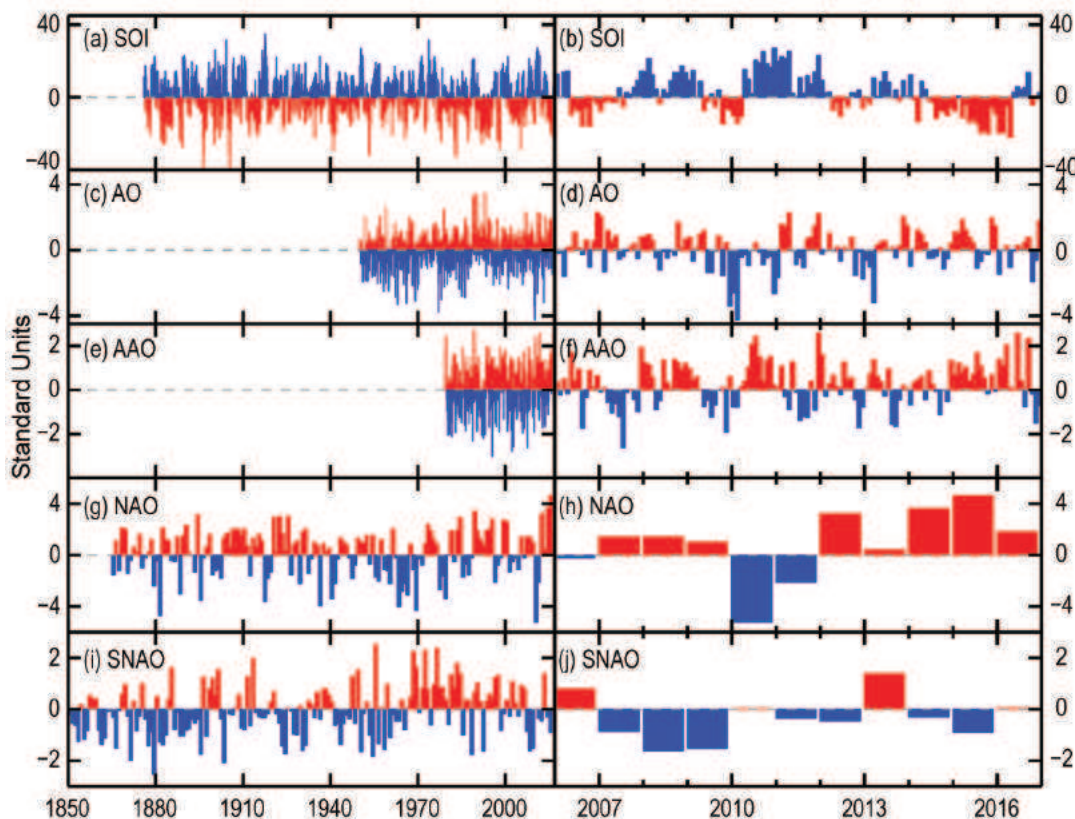 40
(a) SOI
(b) SOI
40
0
0
−40
−40
4
(c) AO
(d) AO
4
0
0
−4
−4
Standard Units
2
(e) AAO
(f) AAO
2
0
0
−2
−2
4
(g) NAO
(h) NAO
4
0
0
−4
−4
2
(i) SNAO
(j) SNAO
2
0
0
−2
−2
1850 1880 1910 1940 1970 2000 2007 2010 2013 2016